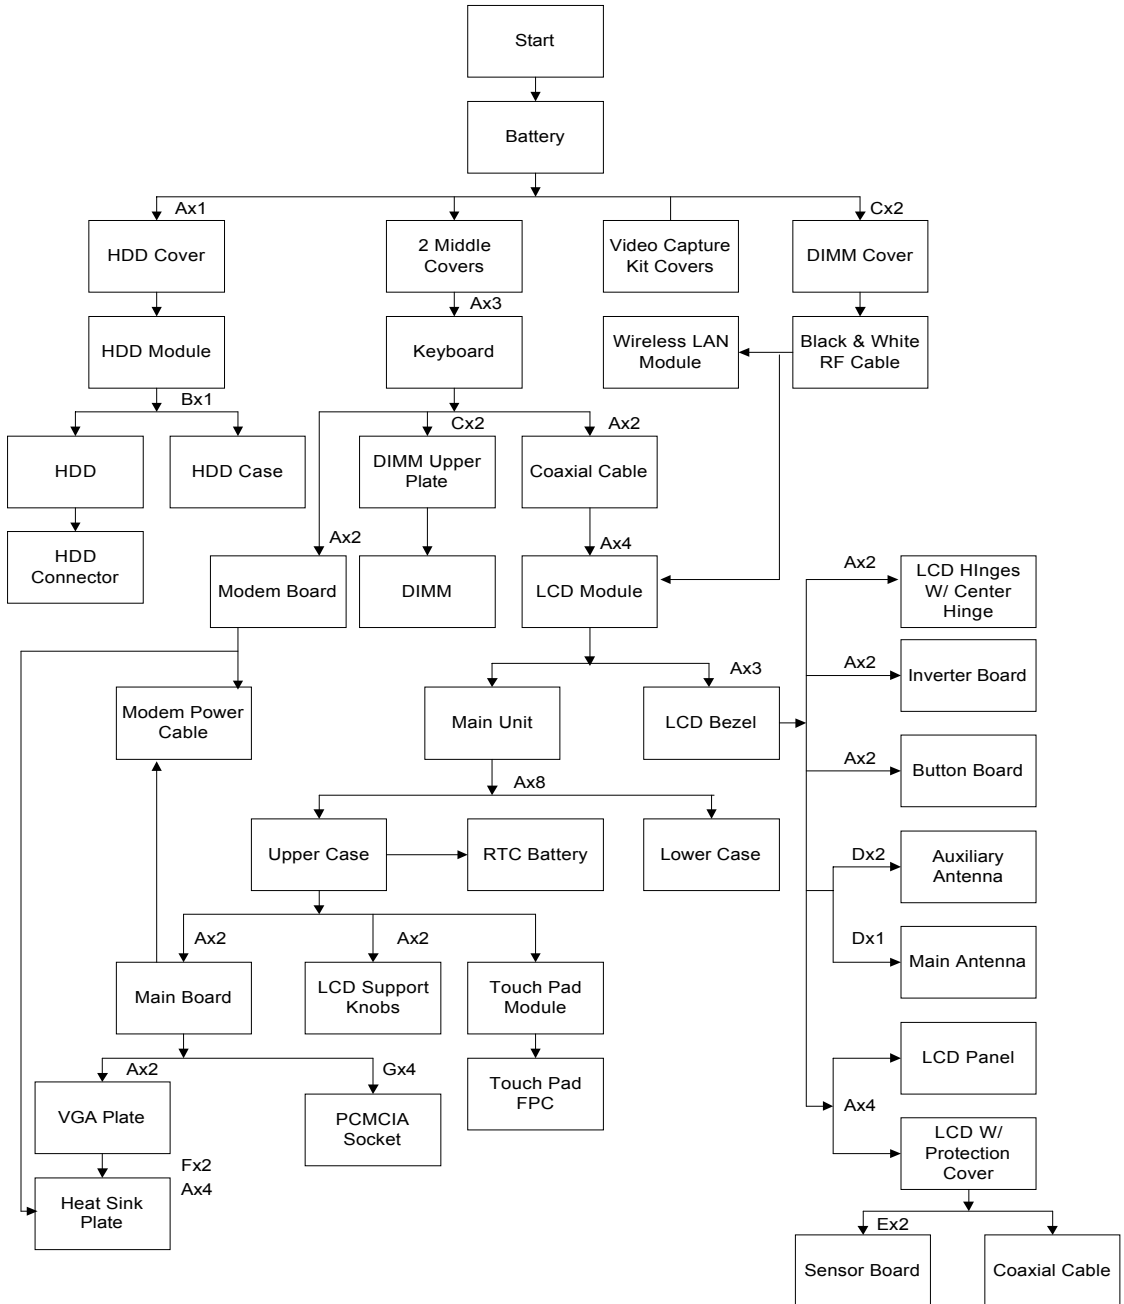 Start
Battery
Ax1
Cx2
HDD Cover
2 Middle
Covers
Video Capture
Kit Covers
DIMM Cover
Ax3
HDD Module
Keyboard
Wireless LAN
Module
Black & White
RF Cable
Bx1
Cx2
Ax2
HDD
HDD Case
DIMM Upper
Plate
Coaxial Cable
Ax2
Ax4
HDD
Connector
Modem Board
DIMM
LCD Module
Ax2
LCD HInges
W/ Center
Hinge
Ax3
Ax2
Inverter Board
Modem Power
Cable
Main Unit
LCD Bezel
Ax2
Button Board
Ax8
Upper Case
RTC Battery
Lower Case
Dx2
Auxiliary
Antenna
Ax2
Ax2
Dx1
Main Antenna
Main Board
LCD Support
Knobs
Touch Pad
Module
LCD Panel
Ax2
Gx4
VGA Plate
PCMCIA
Socket
Touch Pad
FPC
Ax4
LCD W/
Protection
Cover
Fx2
Ax4
Heat Sink
Plate
Ex2
Sensor Board
Coaxial Cable